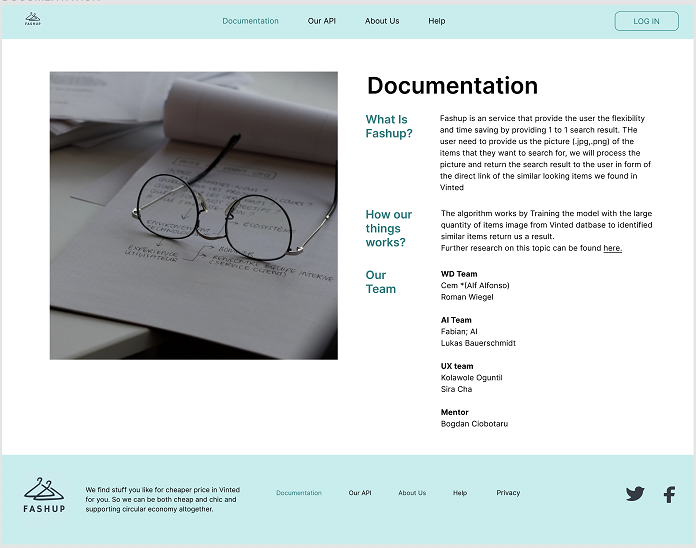 FASHUP
Documentation
Our API
About Us
Help
LOG IN
Documentation
What Is
Fashup?
Fashup is an service that provide the user the flexibility
and time saving by providing 1 to 1 search result. THe
user need to provide us the picture (.jpg,.png) of the
items that they want to search for, we will process the
picture and return the search result to the user in form of
the direct link of the similar looking items we found in
Vinted
How our
things
works?
The algorithm works by Training the model with the large
quantity of items image from Vinted datbase to identified
similar items return us a result.
Further research on this topic can be found here.
Our
Team
WD Team
Cem *(Alf Alfonso)
Roman Wiegel
AI Team
Fabian; AI
Lukas Bauerschmidt
UX team
Kolawole Oguntil
Sira Cha
Mentor
Bogdan Ciobotaru
EXPÉRIENCE
UTILISATEUR
(SERVICE CLIENT)
FASHUP
We find stuff you like for cheaper price in Vinted
for you. So we can be both cheap and chic and
supporting circular economy altogether.
Documentation
Our API
About Us
Help
Privacy